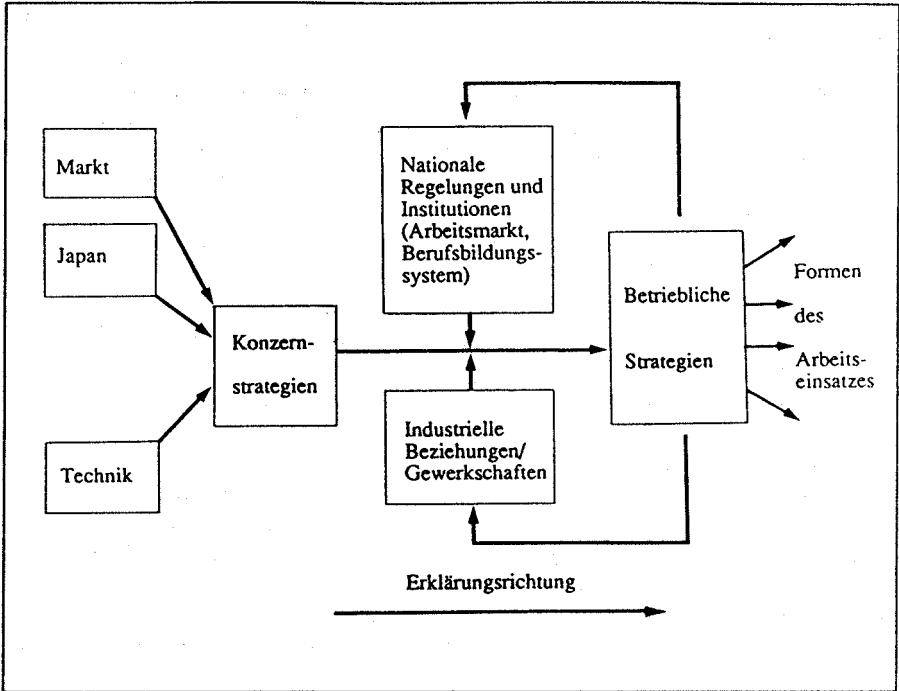 Markt
Japan
Technik
Konzern-
strategien
Nationale
Regelungen und
Institutionen
(Arbeitsmarkt,
Berufsbildungs-
system)
Industrielle
Beziehungen/
Gewerkschaften
Betriebliche
Strategien
Formen
des
Arbeits-
einsatzes
Erklärungsrichtung